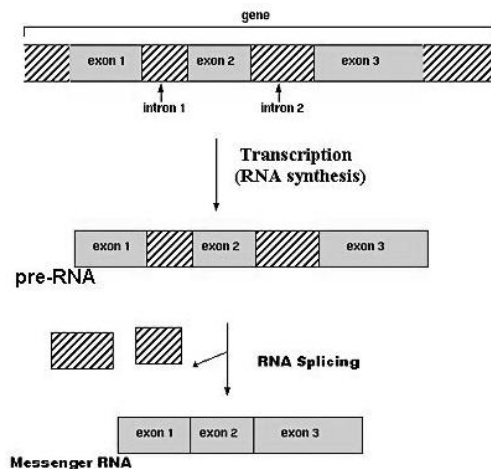 gene
exon 1 exon 2 exon 3
intron 1 intron 2
Transcription
(RNA synthesis)
exon 1 exon 2 exon 3
pre-RNA
RNA Splicing
exon 1 exon 2 exon 3
Messenger RNA